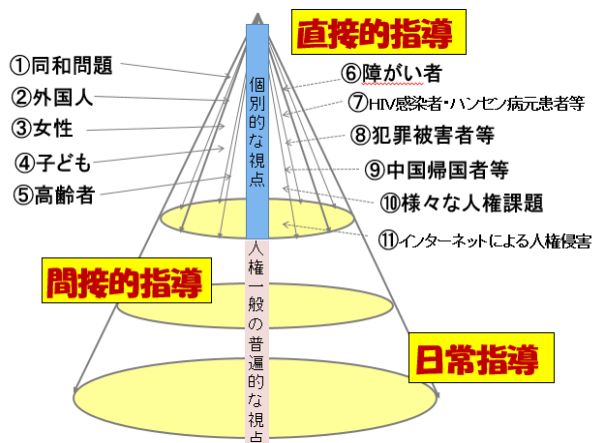 直接的指導
①同和問題
②外国人
③女性
④子ども
⑤高齢者
個別的な視点
⑥障がい者
⑦HIV感染者・ハンセン病元患者等
⑧犯罪被害者等
⑨中国帰国者等
⑩様々な人権課題
⑪インターネットによる人権侵害
間接的指導
人権一般の普遍的な視点
日常指導